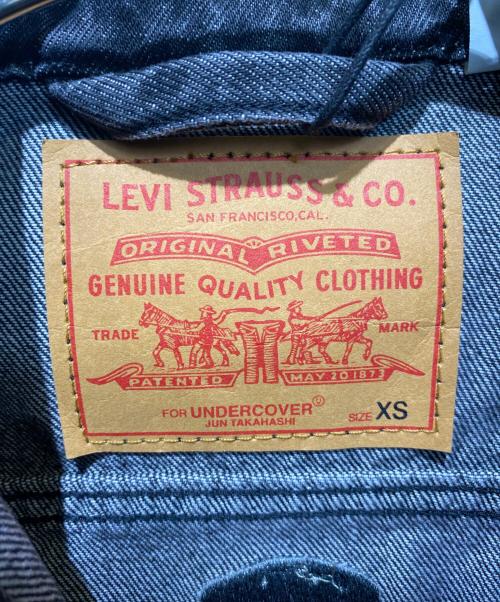 LEVI STRAUSS & CO.
SAN FRANCISCO, CAL.
ORIGINAL RIVETED
GENUINE QUALITY CLOTHING
TRADE MARK
PATENTED MAY 20 1873
FOR UNDERCOVER Ⓤ
JUN TAKAHASHI
SIZE XS